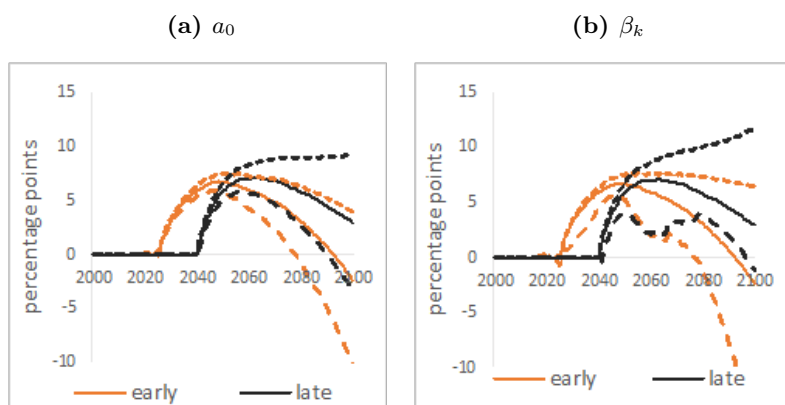 (a) a₀ (b) βₖ
15 15
10 10
percentage points percentage points
5 5
0 0
2000 2020 2040 2060 2080 2100 2000 2020 2040 2060 2080 2100
-5 -5
-10 -10
early late early late